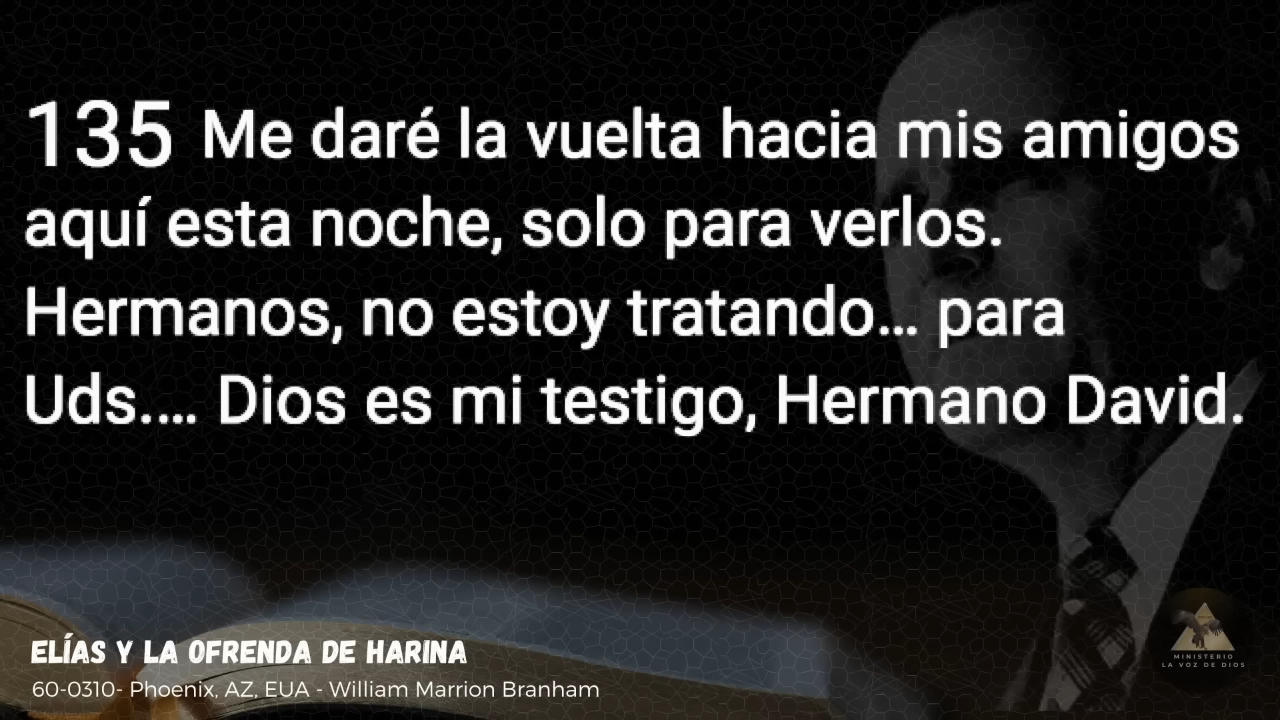 135 Me daré la vuelta hacia mis amigos
aquí esta noche, solo para verlos.
Hermanos, no estoy tratando… para
Uds.… Dios es mi testigo, Hermano David.
ELÍAS Y LA OFRENDA DE HARINA
60-0310- Phoenix, AZ, EUA - William Marrion Branham
MINISTERIO
LA VOZ DE DIOS